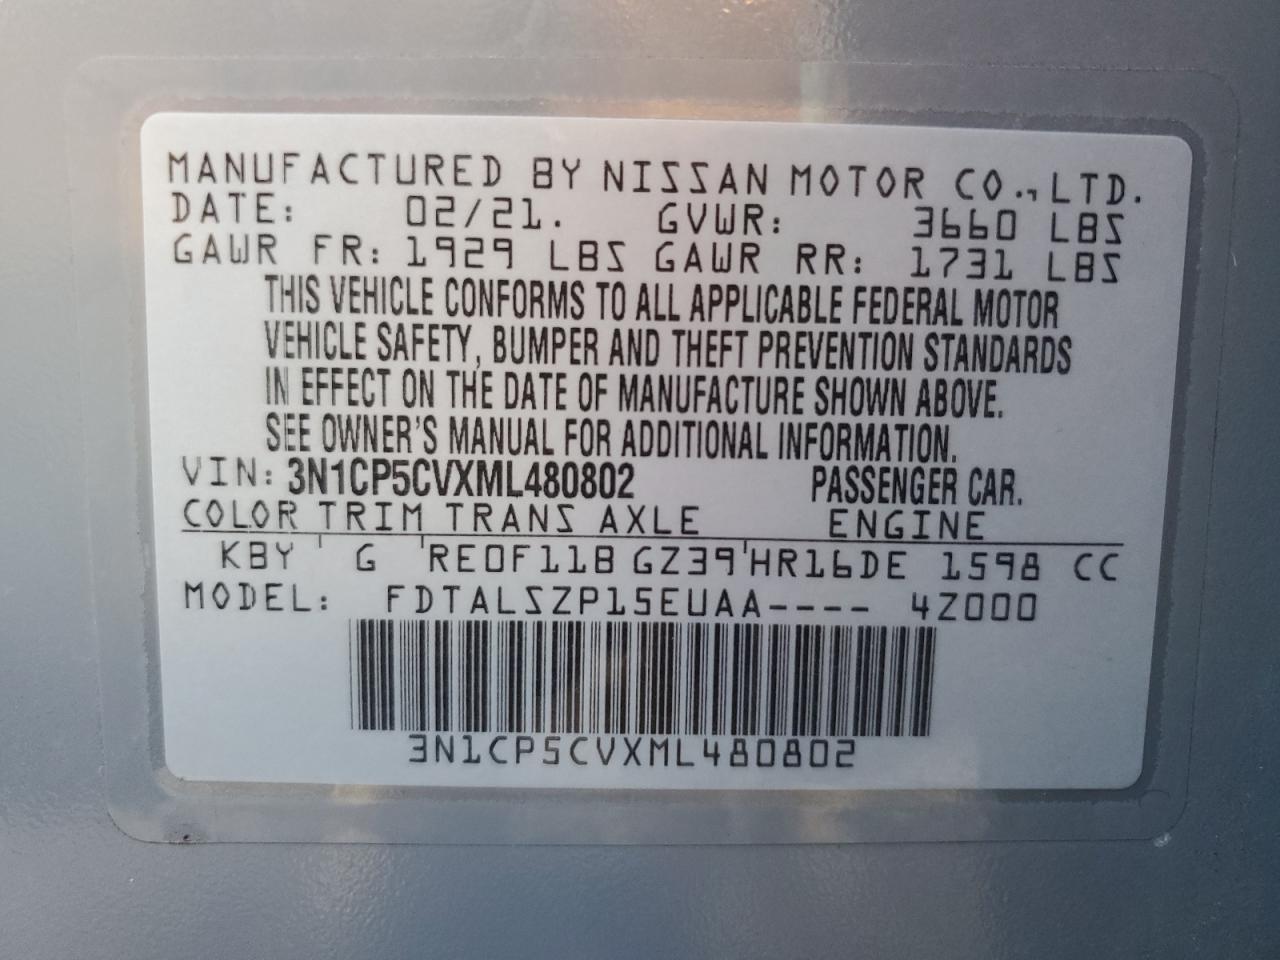 MANUFACTURED BY NISSAN MOTOR CO., LTD.
DATE: 02/21. GVWR: 3660 LBS
GAWR FR: 1929 LBS GAWR RR: 1731 LBS
THIS VEHICLE CONFORMS TO ALL APPLICABLE FEDERAL MOTOR
VEHICLE SAFETY, BUMPER AND THEFT PREVENTION STANDARDS
IN EFFECT ON THE DATE OF MANUFACTURE SHOWN ABOVE.
SEE OWNER'S MANUAL FOR ADDITIONAL INFORMATION.
VIN: 3N1CP5CVXML480802 PASSENGER CAR.
COLOR TRIM TRANS AXLE ENGINE
KBY G RE0F11B GZ39 HR16DE 1598 CC
MODEL: FDTALSZP15EUAA---- 4Z000
3N1CP5CVXML480802